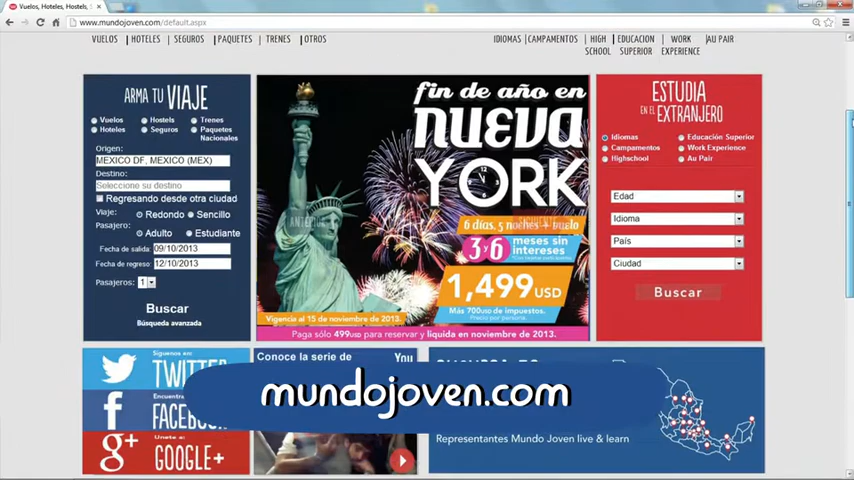 Vuelos, Hoteles, Hostels, S
www.mundojoven.com/default.aspx
VUELOS | HOTELES | SEGUROS | PAQUETES | TRENES | OTROS
IDIOMAS | CAMPAMENTOS | HIGH SCHOOL | EDUCACION SUPERIOR | WORK EXPERIENCE | AU PAIR
ARMA TU VIAJE
Vuelos Hostels Trenes
Hoteles Seguros Paquetes Nacionales
Origen:
MEXICO DF, MEXICO (MEX)
Destino:
Seleccione su destino
Regresando desde otra ciudad
Viaje: Redondo Sencillo
Pasajero:
Adulto Estudiante
Fecha de salida: 09/10/2013
Fecha de regreso: 12/10/2013
Pasajeros: 1
Buscar
Búsqueda avanzada
fin de año en
NUEVA
YORK
12
ANTERIOR
SIGUIENTE
6 días, 5 noches + vuelo
3 y 6 meses sin
intereses
1,499 USD
Más 700usd de impuestos.
Precio por persona.
Vigencia al 15 de noviembre de 2013.
Paga sólo 499USD para reservar y liquida en noviembre de 2013.
ESTUDIA
EN EL EXTRANJERO
Idiomas Educación Superior
Campamentos Work Experience
Highschool Au Pair
Edad
Idioma
País
Ciudad
Buscar
Síguenos en:
TWITTER
Encuentra
FACEBOOK
Únete a:
GOOGLE+
Conoce la serie de
You
mundojoven.com
Representantes Mundo Joven live & learn